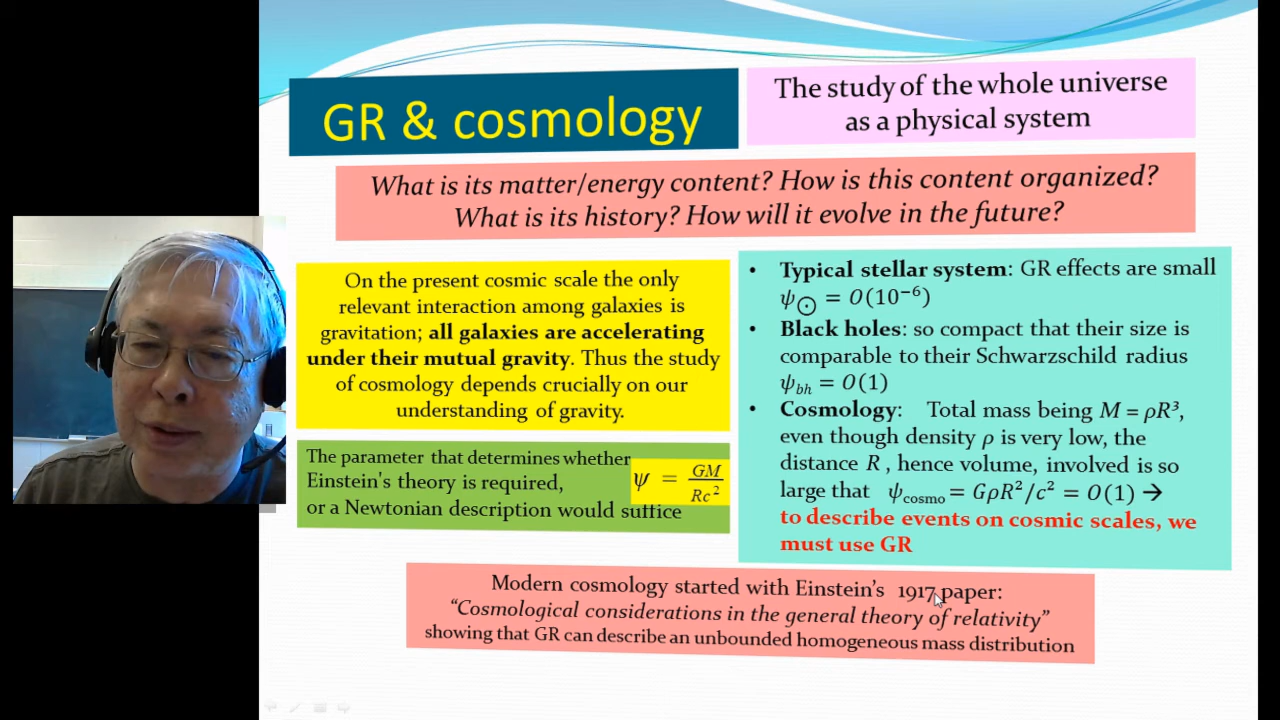 GR & cosmology
The study of the whole universe
as a physical system
What is its matter/energy content? How is this content organized?
What is its history? How will it evolve in the future?
On the present cosmic scale the only
relevant interaction among galaxies is
gravitation; all galaxies are accelerating
under their mutual gravity. Thus the study
of cosmology depends crucially on our
understanding of gravity.
The parameter that determines whether
Einstein's theory is required,
or a Newtonian description would suffice
ψ = GM/Rc²
• Typical stellar system: GR effects are small
ψ⊙ = O(10⁻⁶)
• Black holes: so compact that their size is
comparable to their Schwarzschild radius
ψ_bh = O(1)
• Cosmology: Total mass being M = ρR³,
even though density ρ is very low, the
distance R , hence volume, involved is so
large that ψ_cosmo = GρR²/c² = O(1) →
to describe events on cosmic scales, we
must use GR
Modern cosmology started with Einstein’s 1917 paper:
“Cosmological considerations in the general theory of relativity”
showing that GR can describe an unbounded homogeneous mass distribution